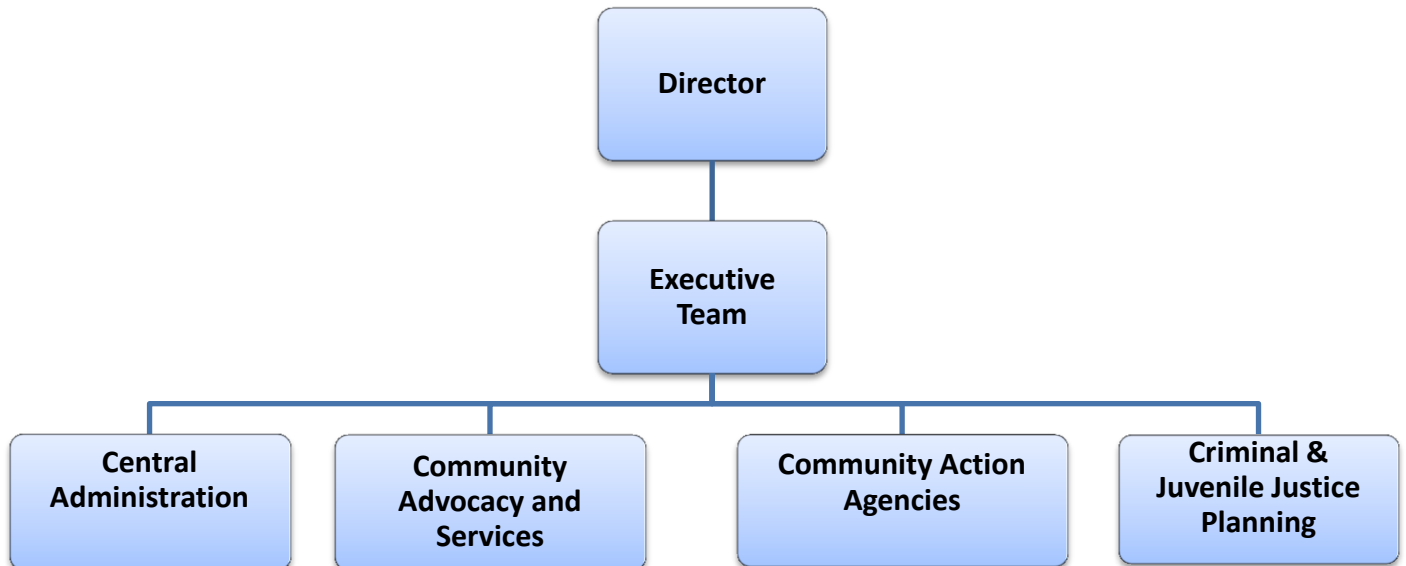 Director
Executive
Team
Central
Administration
Community
Advocacy and
Services
Community Action
Agencies
Criminal &
Juvenile Justice
Planning